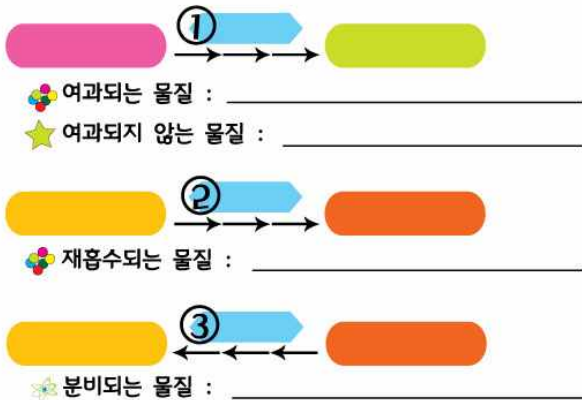 ①
여과되는 물질 :
여과되지 않는 물질 :
②
재흡수되는 물질 :
③
분비되는 물질 :